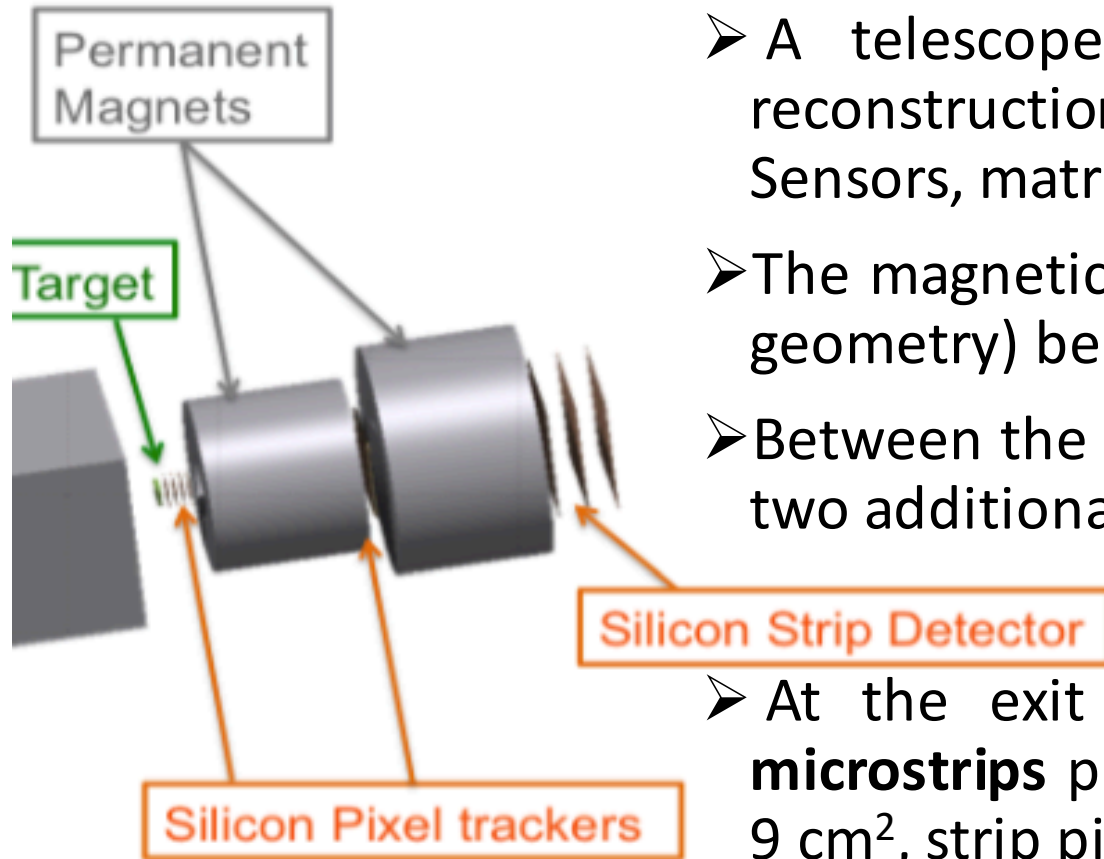 Permanent
Magnets
Target
Silicon Strip Detector
Silicon Pixel trackers
➢ A telescope
reconstruction
Sensors, matr
➢The magnetic
geometry) be
➢Between the
two additiona
➢ At the exit
microstrips p
9 cm², strip pi